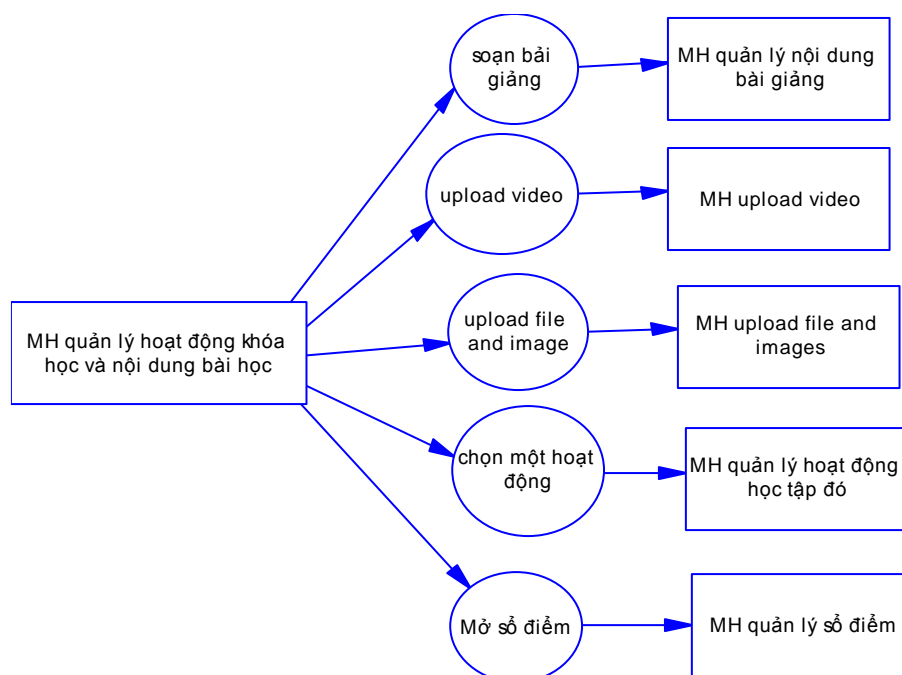 soạn bải
giảng
MH quản lý nội dung
bài giảng
upload video
MH upload video
upload file
and image
MH upload file and
images
MH quản lý hoạt động khóa
học và nội dung bài học
chọn một hoạt
động
MH quản lý hoạt động
học tập đó
Mở sổ điểm
MH quản lý sổ điểm